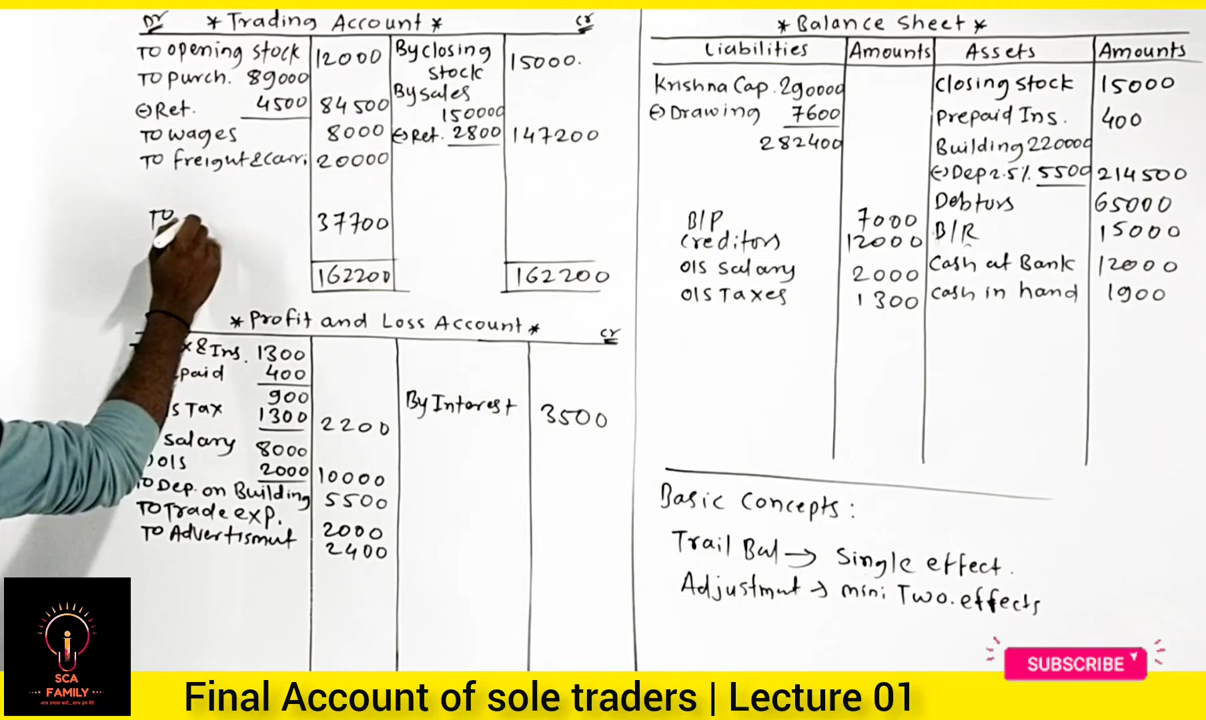 Dr * Trading Account * cr
To opening stock 12000 By closing stock 15000.
To purch. 89000 By sales
⊖ Ret. 4500 84500 150000
To wages 8000 ⊖ Ret. 2800 147200
To freight & Carri. 20000
To 37700
162200 162200
* Profit and Loss Account * cr
& Ins. 1300
paid 400
900 By Interest 3500
Tax 1300 2200
salary 8000
O/S 2000 10000
To Dep. on Building 5500
To Trade exp. 2000
To Advertismut 2400
* Balance Sheet *
Liabilities Amounts Assets Amounts
Krishna Cap. 290000 Closing stock 15000
⊖ Drawing 7600 Prepaid Ins. 400
282400 Building 220000
⊖ Dep 2.5% 5500 214500
Debtors 65000
B/P 7000 B/R 15000
Creditors 12000
O/S Salary 2000 Cash at Bank 12000
O/S Taxes 1300 Cash in hand 1900
Basic Concepts :
Trail Bal → Single effect.
Adjustmut → mini Two.effects
SCA
FAMILY
SUBSCRIBE
Final Account of sole traders | Lecture 01